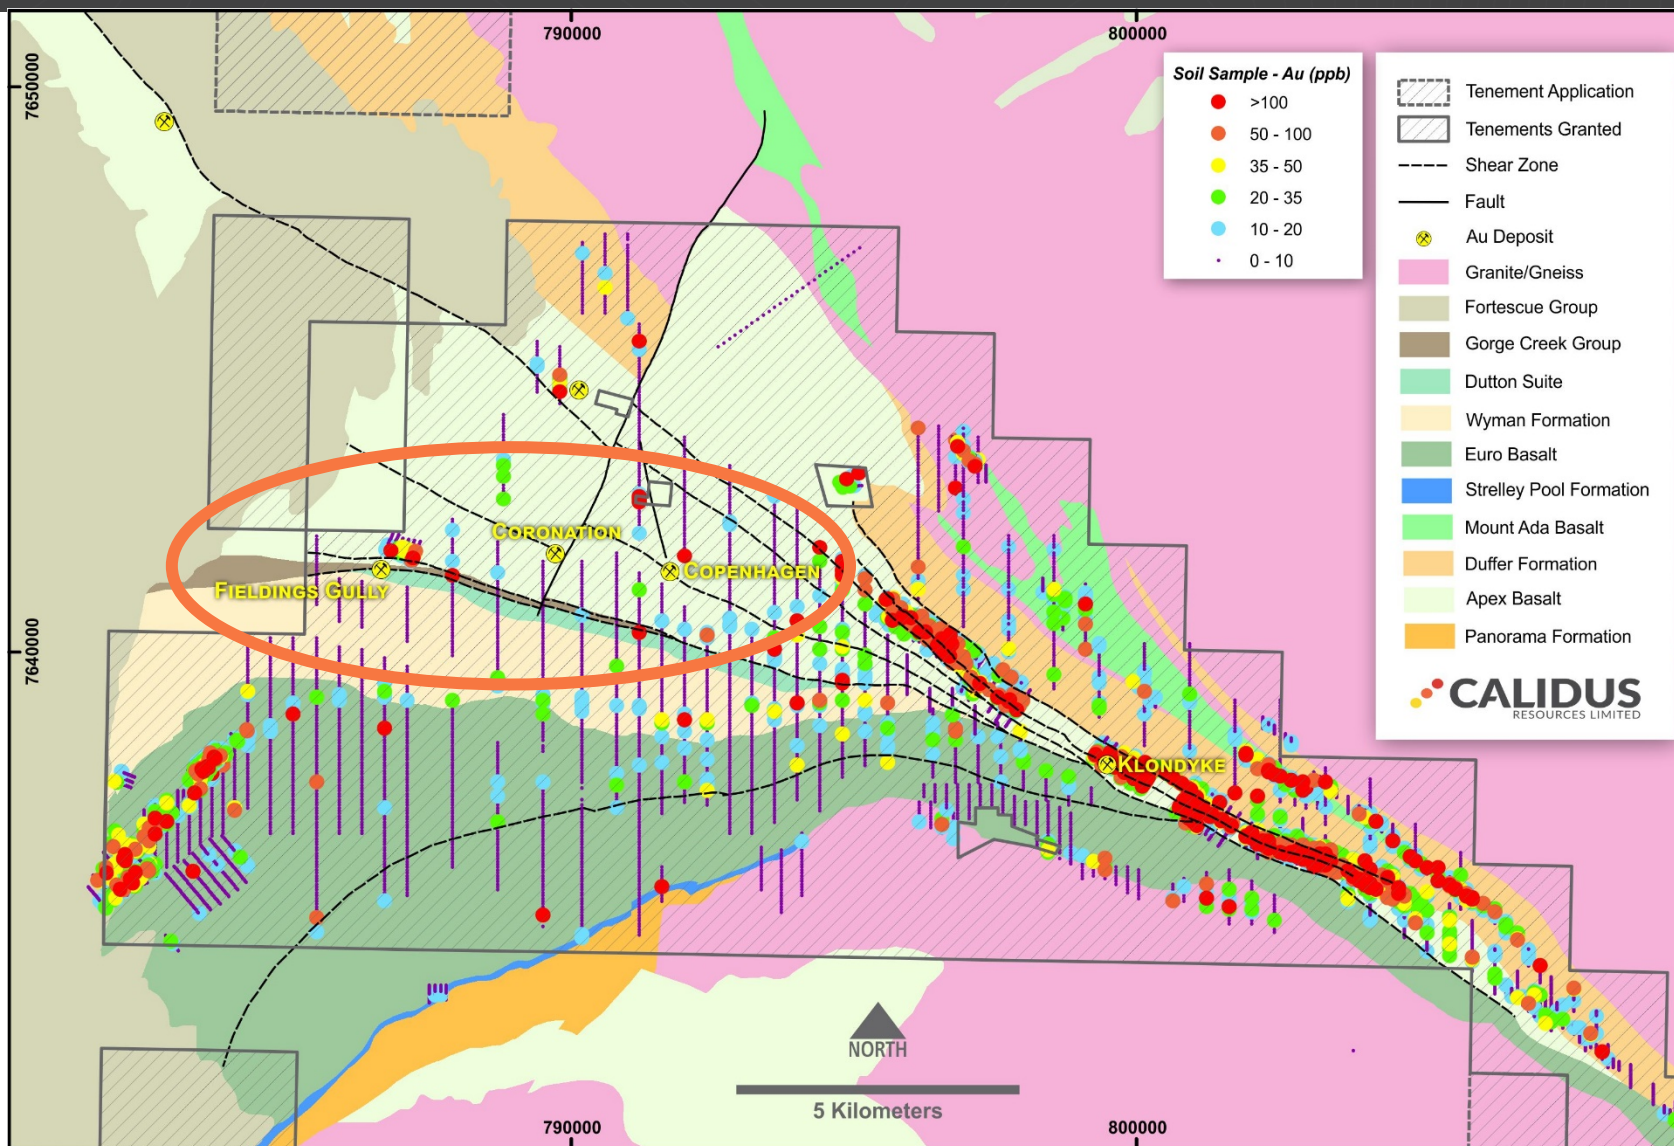 790000
800000
7650000
7640000
Soil Sample - Au (ppb)
>100
50 - 100
35 - 50
20 - 35
10 - 20
0 - 10
Tenement Application
Tenements Granted
Shear Zone
Fault
Au Deposit
Granite/Gneiss
Fortescue Group
Gorge Creek Group
Dutton Suite
Wyman Formation
Euro Basalt
Strelley Pool Formation
Mount Ada Basalt
Duffer Formation
Apex Basalt
Panorama Formation
CALIDUS
RESOURCES LIMITED
CORONATION
COPENHAGEN
FIELDINGS GULLY
KLONDYKE
NORTH
5 Kilometers
790000
800000